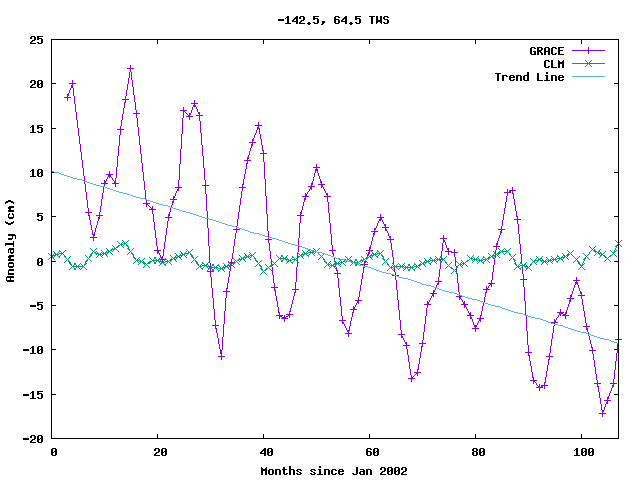 -142.5, 64.5 TWS
25
20
15
10
5
0
-5
-10
-15
-20
Anomaly (cm)
GRACE
CLM
Trend Line
0 20 40 60 80 100
Months since Jan 2002